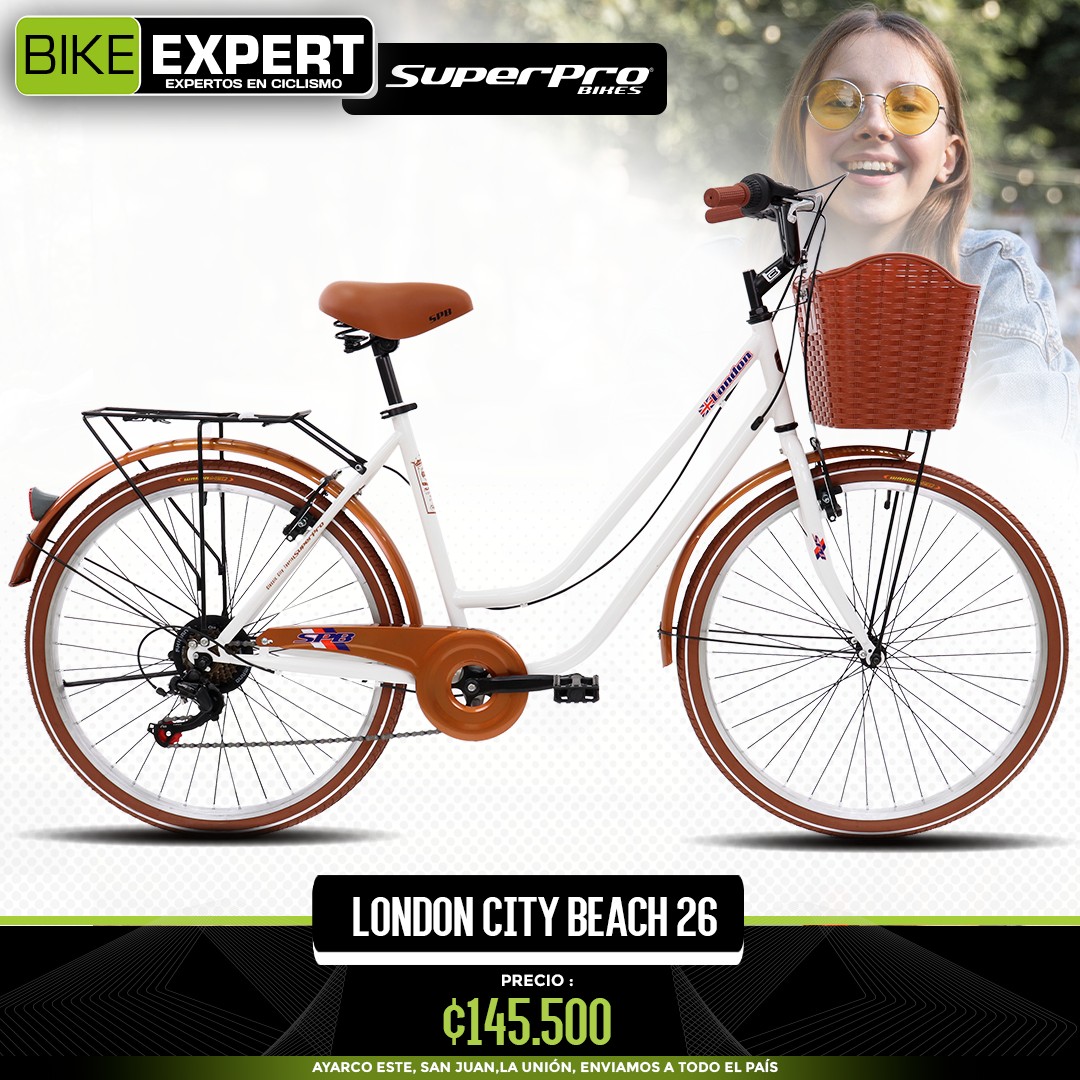 BIKE EXPERT
EXPERTOS EN CICLISMO
SUPERPRO
BIKES
SPB
London
SuperPro
SPB
LONDON CITY BEACH 26
PRECIO :
₡145.500
AYARCO ESTE, SAN JUAN,LA UNIÓN, ENVIAMOS A TODO EL PAÍS